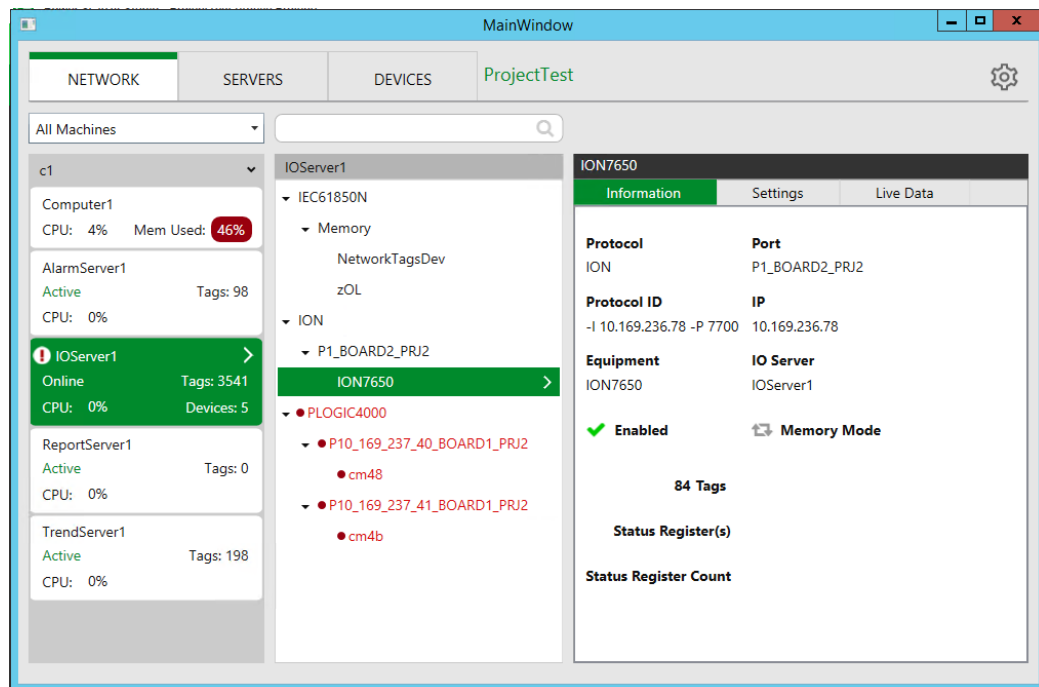 MainWindow
NETWORK
SERVERS
DEVICES
ProjectTest
All Machines
c1
Computer1
CPU: 4% Mem Used: 46%
AlarmServer1
Active Tags: 98
CPU: 0%
IOServer1
Online Tags: 3541
CPU: 0% Devices: 5
ReportServer1
Active Tags: 0
CPU: 0%
TrendServer1
Active Tags: 198
CPU: 0%
IOServer1
IEC61850N
Memory
NetworkTagsDev
zOL
ION
P1_BOARD2_PRJ2
ION7650
PLOGIC4000
P10_169_237_40_BOARD1_PRJ2
cm48
P10_169_237_41_BOARD1_PRJ2
cm4b
ION7650
Information Settings Live Data
Protocol Port
ION P1_BOARD2_PRJ2
Protocol ID IP
-I 10.169.236.78 -P 7700 10.169.236.78
Equipment IO Server
ION7650 IOServer1
Enabled Memory Mode
84 Tags
Status Register(s)
Status Register Count